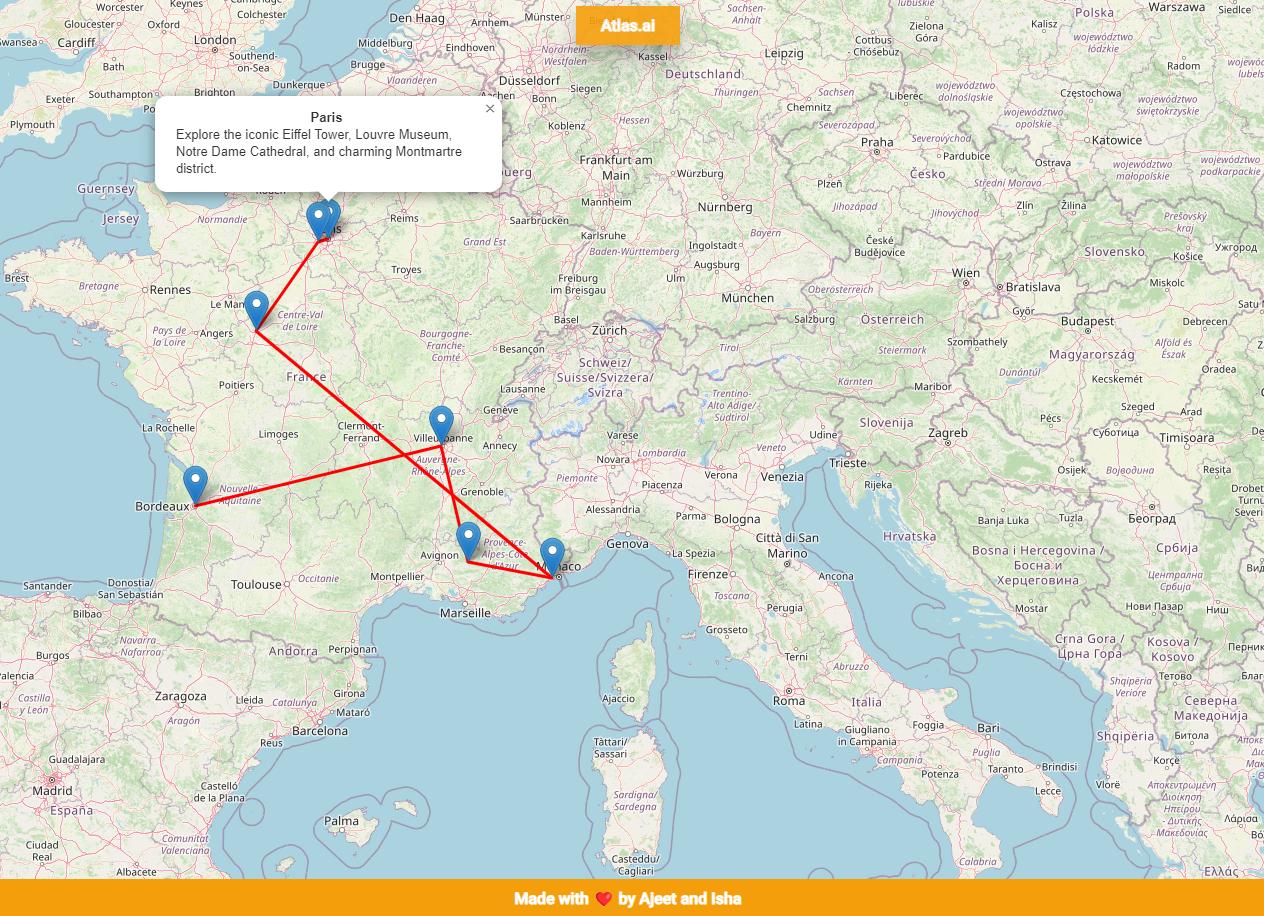 Atlas.ai
Paris
Explore the iconic Eiffel Tower, Louvre Museum,
Notre Dame Cathedral, and charming Montmartre
district.
×
Worcester
Keynes
Cambridge
Colchester
Gloucester
Oxford
Cardiff
London
Southend-
on-Sea
Bath
Southampton
Brighton
Exeter
Plymouth
Den Haag
Arnhem
Münster
Middelburg
Eindhoven
Brugge
Dunkerque
Vlaanderen
Düsseldorf
Nordrhein-
Westfalen
Kassel
Leipzig
Deutschland
Thüringen
Sachsen-
Anhalt
Sachsen
Chemnitz
Siegen
Bonn
Koblenz
Hessen
Frankfurt am
Main
Würzburg
Mannheim
Nürnberg
Saarbrücken
Karlsruhe
Baden-Württemberg
Ingolstadt
Bayern
Augsburg
Ulm
München
Freiburg
im Breisgau
Cottbus
Chóśebuz
Zielona
Góra
Kalisz
Polska
Warszawa
Siedlce
województwo
łódzkie
Radom
Liberec
województwo
dolnośląskie
Częstochowa
województwo
opolskie
województwo
świętokrzyskie
Katowice
Severozápad
Severovýchod
Praha
Pardubice
Ostrava
województwo
małopolskie
województwo
podkarpackie
Plzeň
Česko
Střední Morava
Jihozápad
Jihovýchod
Zlín
Žilina
Prešovský
kraj
České
Budějovice
Slovensko
Košice
Ужгород
Wien
Bratislava
Miskolc
Győr
Budapest
Debrecen
Satu
Oberösterreich
Salzburg
Österreich
Szombathely
Magyarország
Alföld és
Észak
Steiermark
Tirol
Kärnten
Maribor
Dunántúl
Kecskemét
Oradea
Pécs
Szeged
Arad
Slovenija
Zagreb
Суботица
Timișoara
Guernsey
Jersey
Normandie
Reims
Grand Est
Troyes
Brest
Bretagne
Rennes
Centre-Val
de Loire
Pays de
la Loire
Angers
Bourgogne-
Franche-
Comté
Besançon
Basel
Zürich
Schweiz/
Suisse/Svizzera/
Svizra
Lausanne
Genève
France
Poitiers
La Rochelle
Limoges
Clermont-
Ferrand
Annecy
Auvergne-
Rhône-Alpes
Grenoble
Bordeaux
Nouvelle-
Aquitaine
Trentino-
Alto Adige/
Südtirol
Varese
Lombardia
Novara
Veneto
Udine
Verona
Venezia
Trieste
Rijeka
Piemonte
Piacenza
Alessandria
Parma
Bologna
Genova
La Spezia
Città di San
Marino
Osijek
Војводина
Reșița
Banja Luka
Tuzla
Београд
Hrvatska
Bosna i Hercegovina /
Босна и
Херцеговина
Србија
Централна
Србија
Avignon
Provence-
Alpes-Côte
d'Azur
Toulouse
Occitanie
Montpellier
Marseille
Santander
Donostia/
San Sebastián
Bilbao
Firenze
Toscana
Ancona
Perugia
Mostar
Нови Пазар
Ниш
Grosseto
Terni
Abruzzo
Crna Gora /
Црна Гора
Kosova /
Kosovo
Burgos
Navarra/
Nafarroa
Andorra
Perpignan
Castilla
y León
Zaragoza
Lleida
Catalunya
Girona
Mataró
Aragón
Barcelona
Reus
Ajaccio
Roma
Latina
Italia
Giugliano
in Campania
Campania
Foggia
Bari
Puglia
Potenza
Taranto
Brindisi
Lecce
Shqipëria
Veriore
Тетово
Северна
Македонија
Shqipëria
Битола
Korçë
Vlorë
Guadalajara
Madrid
España
Castelló
de la Plana
Palma
Comunitat
Valenciana
Ciudad
Real
Albacete
Tàttari/
Sassari
Sardigna/
Sardegna
Casteddu/
Cagliari
Calabria
Αποκεντρωμένη
Διοίκηση
Ηπείρου
- Δυτικής
Μακεδονίας
Λάρισα
Ελλάς
Made with ❤️ by Ajeet and Isha